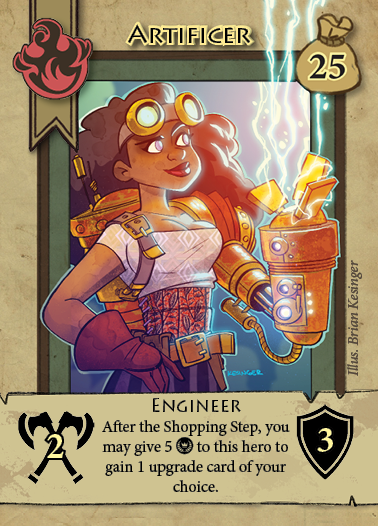 Artificer
25
Illus. Brian Kesinger
KESINGER
Engineer
2
After the Shopping Step, you
may give 5 to this hero to
gain 1 upgrade card of your
choice.
3